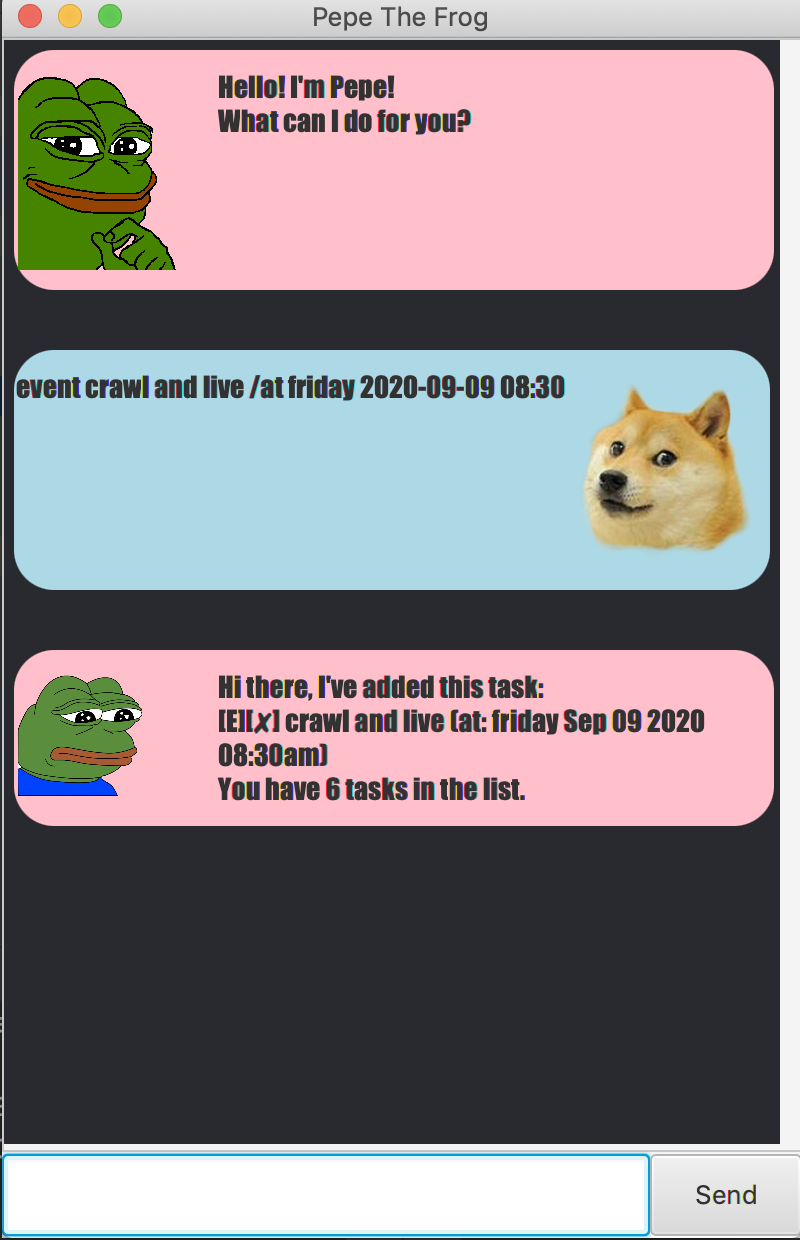 Pepe The Frog
Hello! I'm Pepe!
What can I do for you?
event crawl and live /at friday 2020-09-09 08:30
Hi there, I've added this task:
[E][✗] crawl and live (at: friday Sep 09 2020
08:30am)
You have 6 tasks in the list.
Send